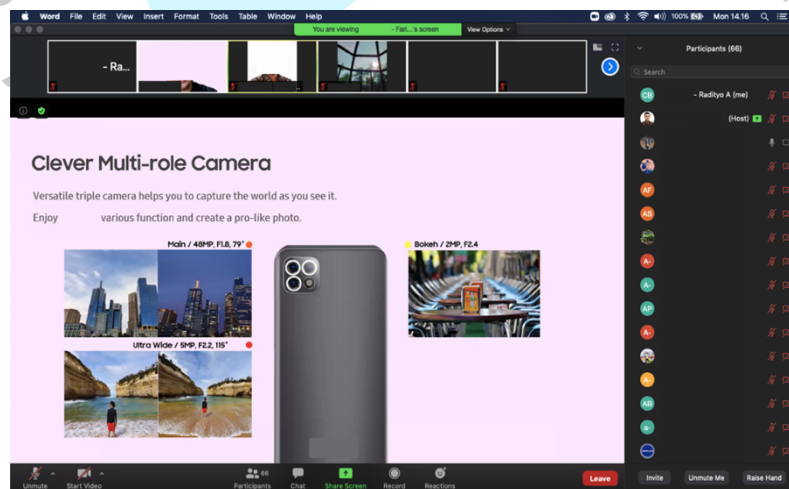 Word File Edit View Insert Format Tools Table Window Help
100% Mon 14.16
You are viewing - Fari...'s screen View Options
Participants (66)
- Ra...
Search
CB - Radityo A (me)
(Host)
AF
AS
A-
A-
AP
A-
A-
AB
a-
Clever Multi-role Camera
Versatile triple camera helps you to capture the world as you see it.
Enjoy various function and create a pro-like photo.
Main / 48MP, F1.8, 79°
Bokeh / 2MP, F2.4
Ultra Wide / 5MP, F2.2, 115°
Unmute Start Video Participants 66 Chat Share Screen Record Reactions Leave
Invite Unmute Me Raise Hand